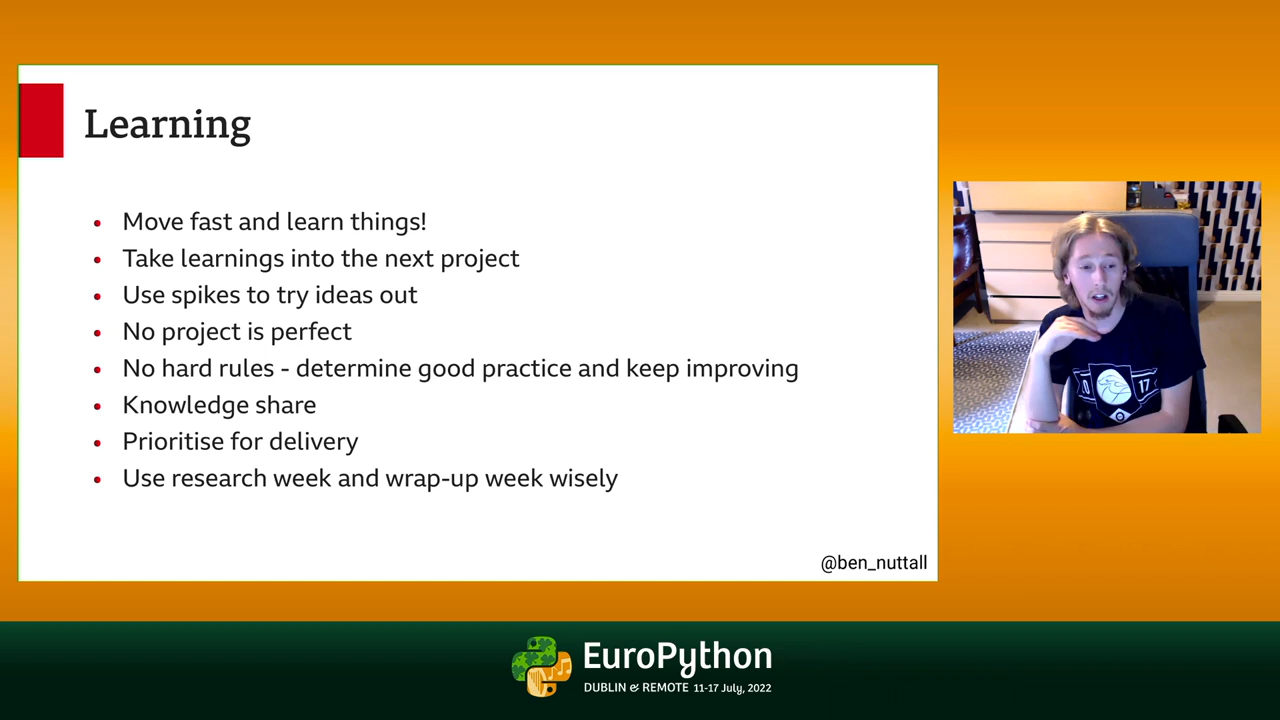 Learning
Move fast and learn things!
Take learnings into the next project
Use spikes to try ideas out
No project is perfect
No hard rules - determine good practice and keep improving
Knowledge share
Prioritise for delivery
Use research week and wrap-up week wisely
@ben_nuttall
17
EuroPython
DUBLIN & REMOTE 11-17 July, 2022